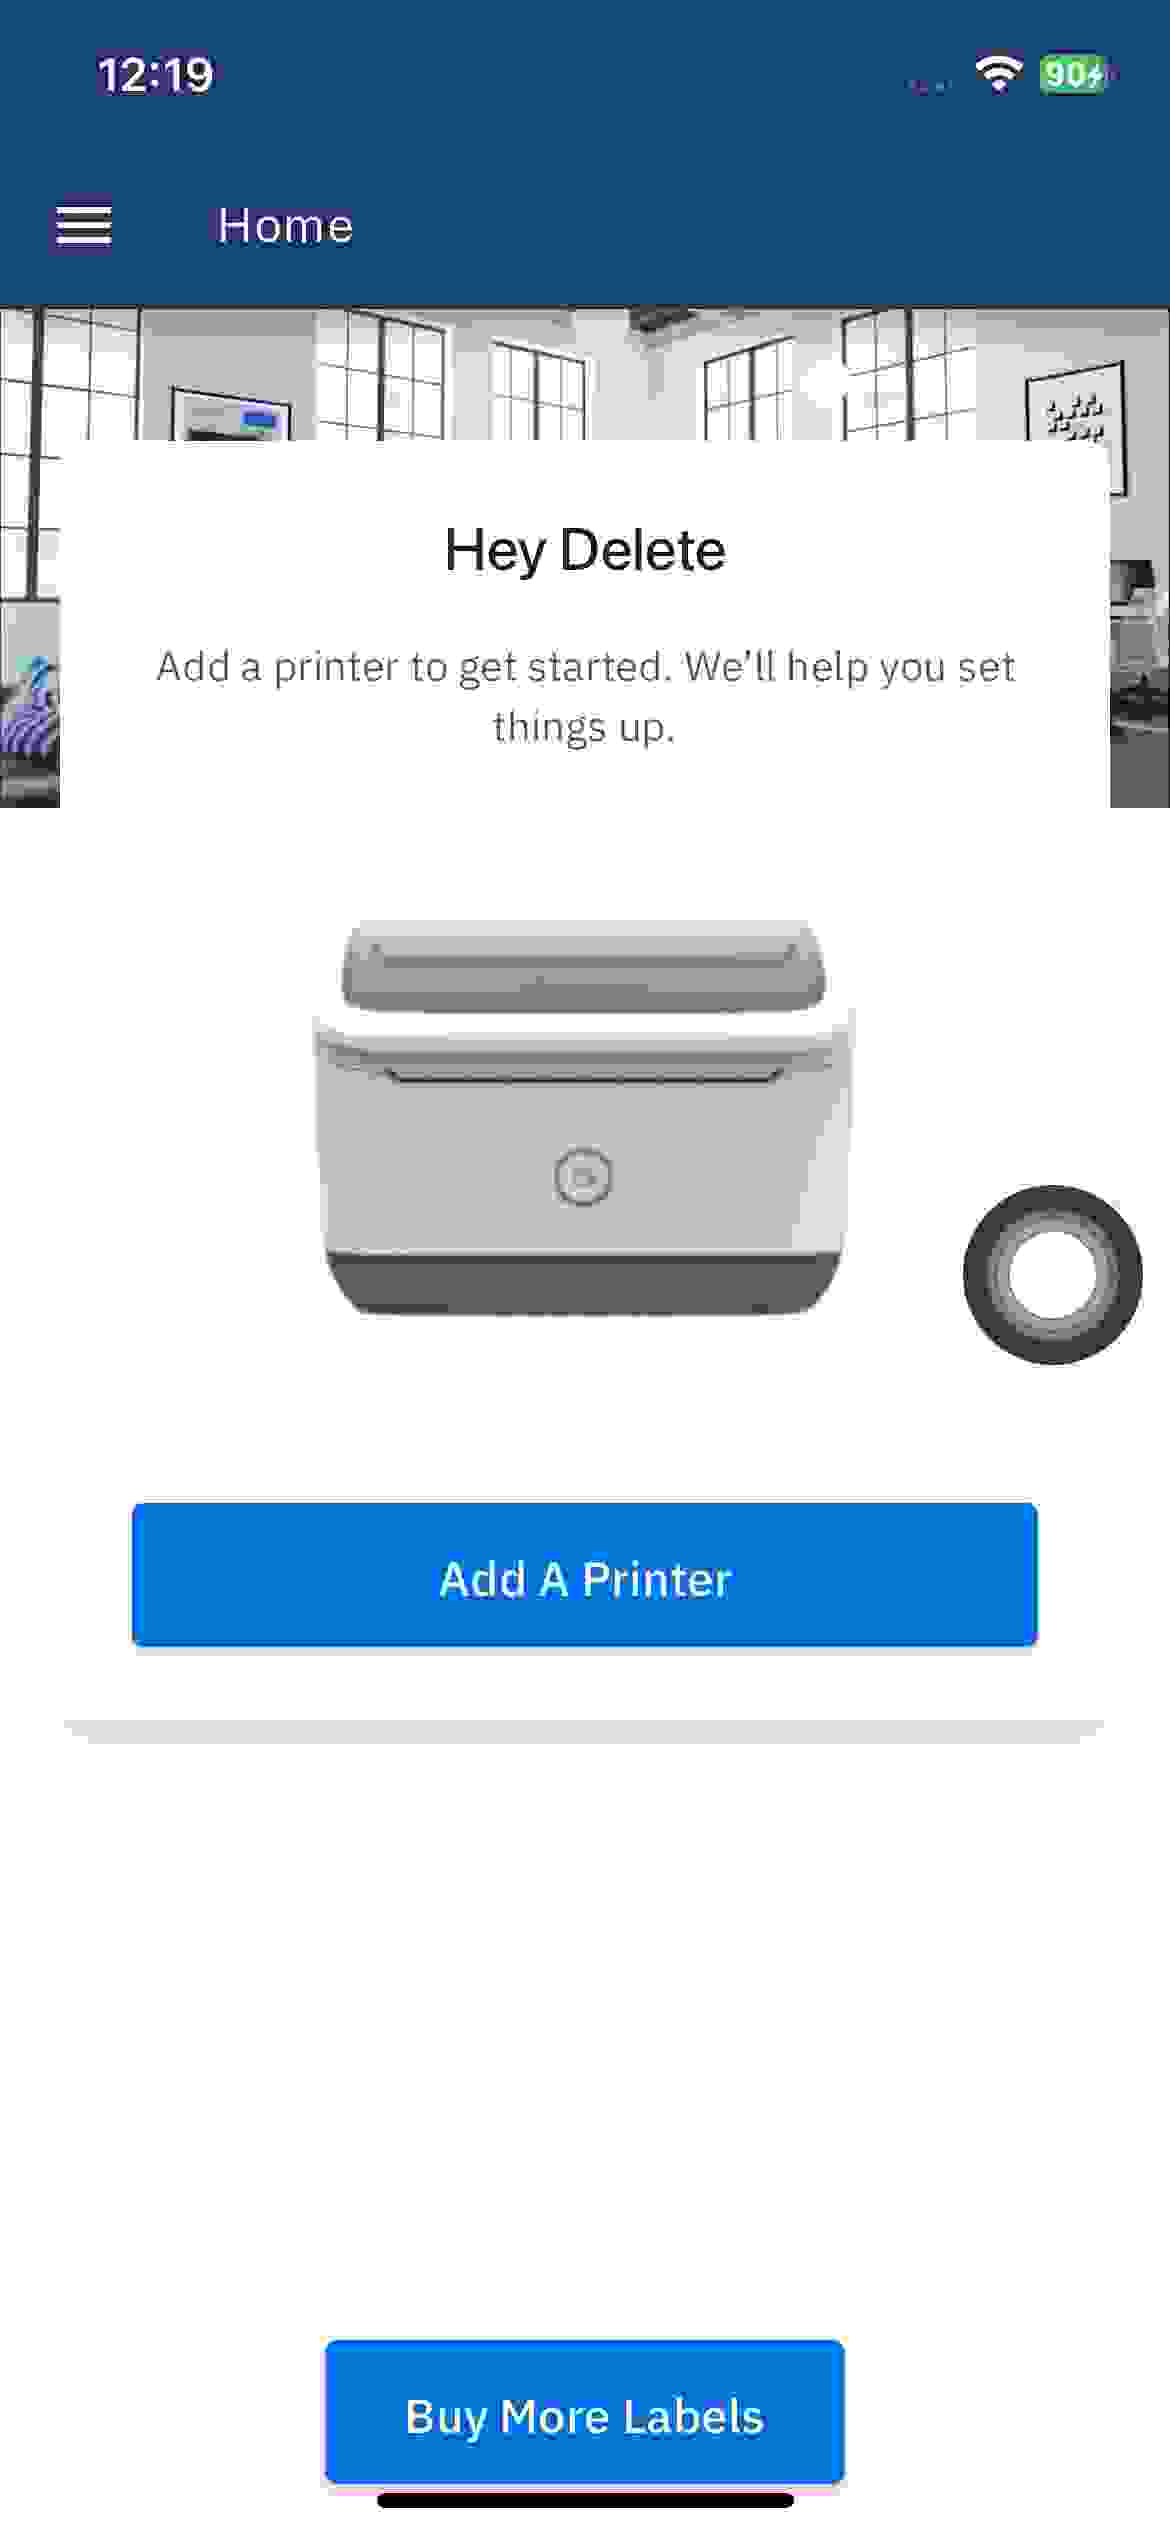 12:19
90
Home
Hey Delete
Add a printer to get started. We'll help you set
things up.
Add A Printer
Buy More Labels